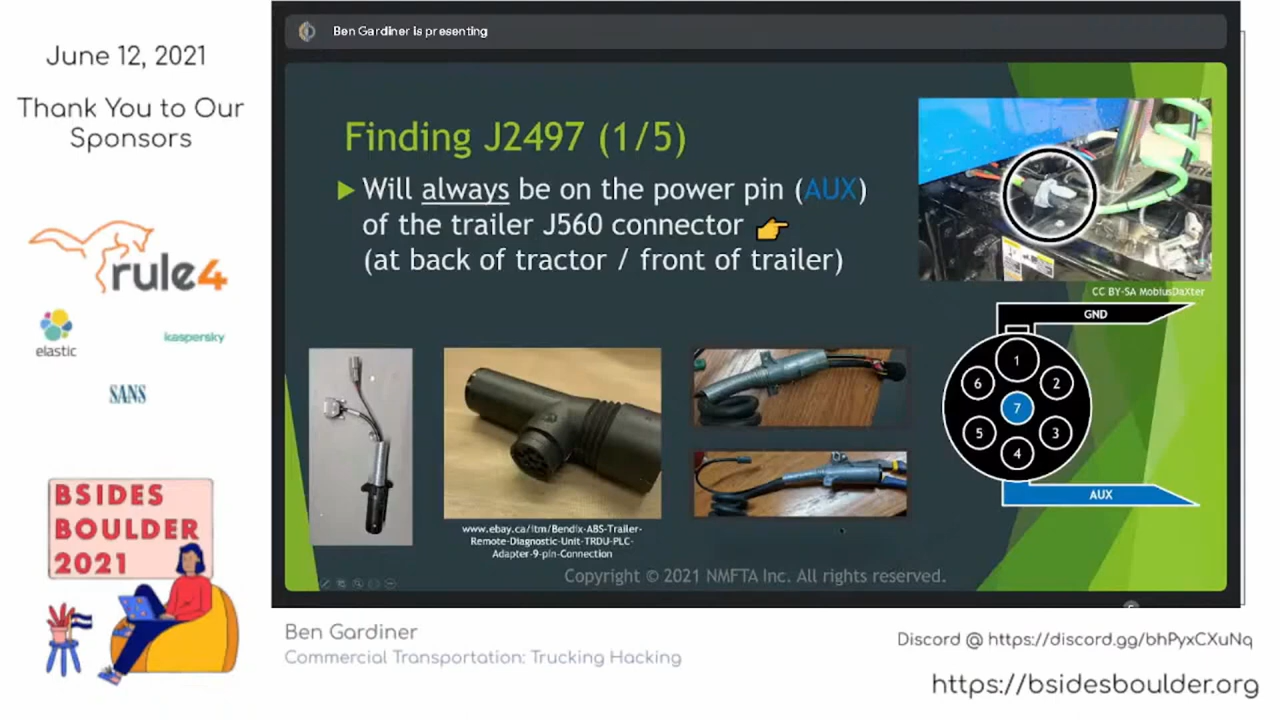 June 12, 2021
Thank You to Our
Sponsors
rule4
elastic
kaspersky
SANS
BSIDES
BOULDER
2021
Ben Gardiner is presenting
Finding J2497 (1/5)
Will always be on the power pin (AUX)
of the trailer J560 connector
(at back of tractor / front of trailer)
CC BY-SA MobiusDaXter
GND
1
6
2
7
5
3
4
AUX
www.ebay.ca/itm/Bendix-ABS-Trailer-
Remote-Diagnostic-Unit-TRDU-PLC-
Adapter-9-pin-Connection
Copyright © 2021 NMFTA Inc. All rights reserved.
Ben Gardiner
Commercial Transportation: Trucking Hacking
Discord @ https://discord.gg/bhPyxCXuNq
https://bsidesboulder.org